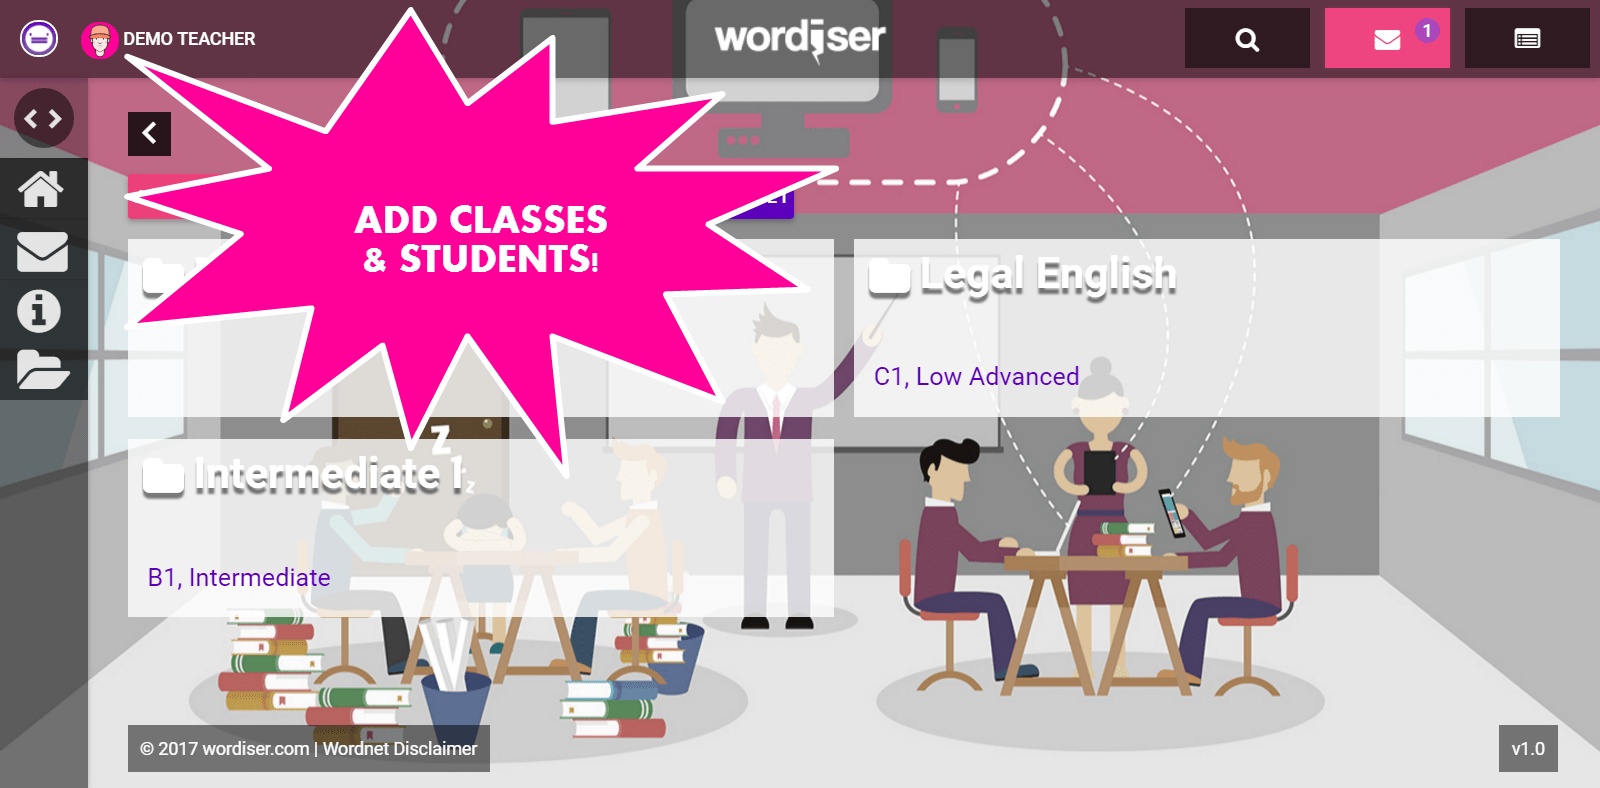 DEMO TEACHER
wordiser
1
ADD CLASSES
& STUDENTS!
Legal English
C1, Low Advanced
z
Intermediate 1
z
B1, Intermediate
© 2017 wordiser.com | Wordnet Disclaimer
v1.0